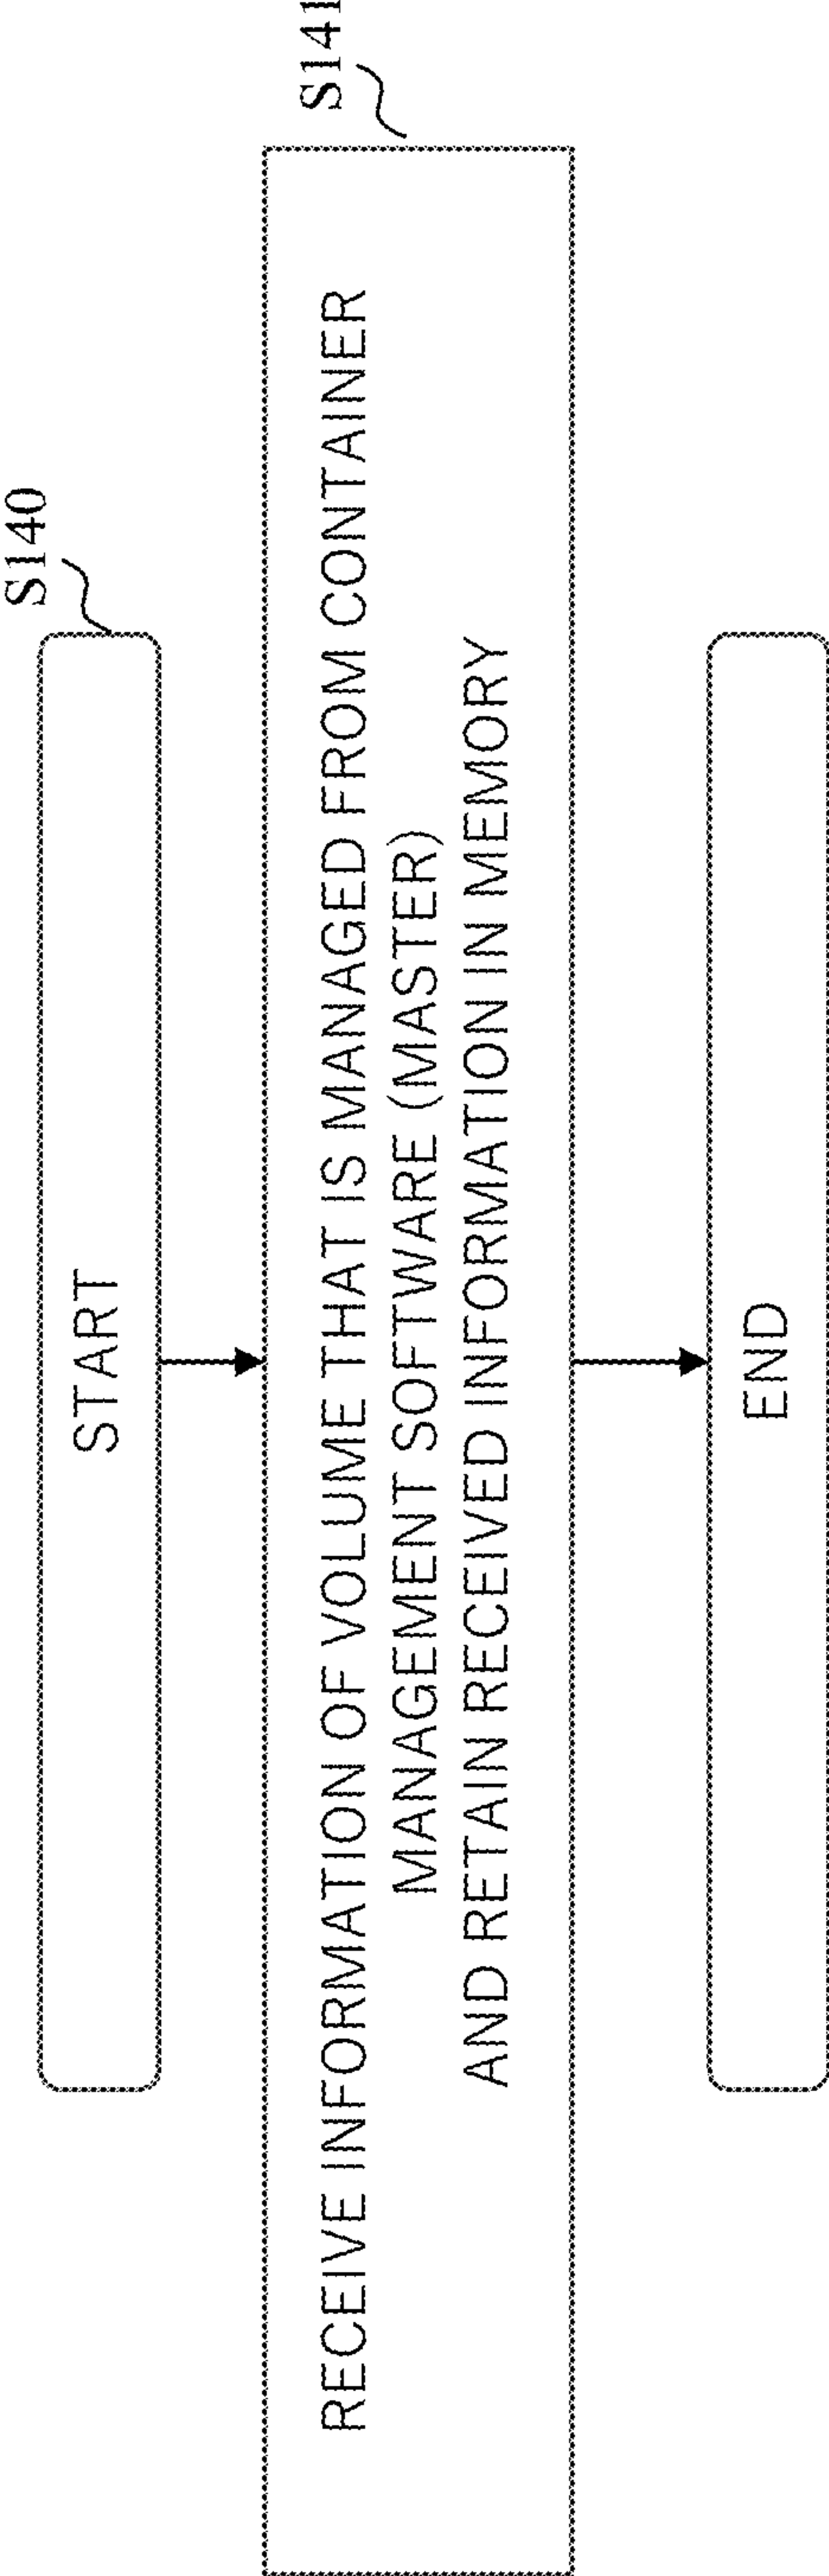 S140
START
S141
RECEIVE INFORMATION OF VOLUME THAT IS MANAGED FROM CONTAINER
MANAGEMENT SOFTWARE (MASTER)
AND RETAIN RECEIVED INFORMATION IN MEMORY
END